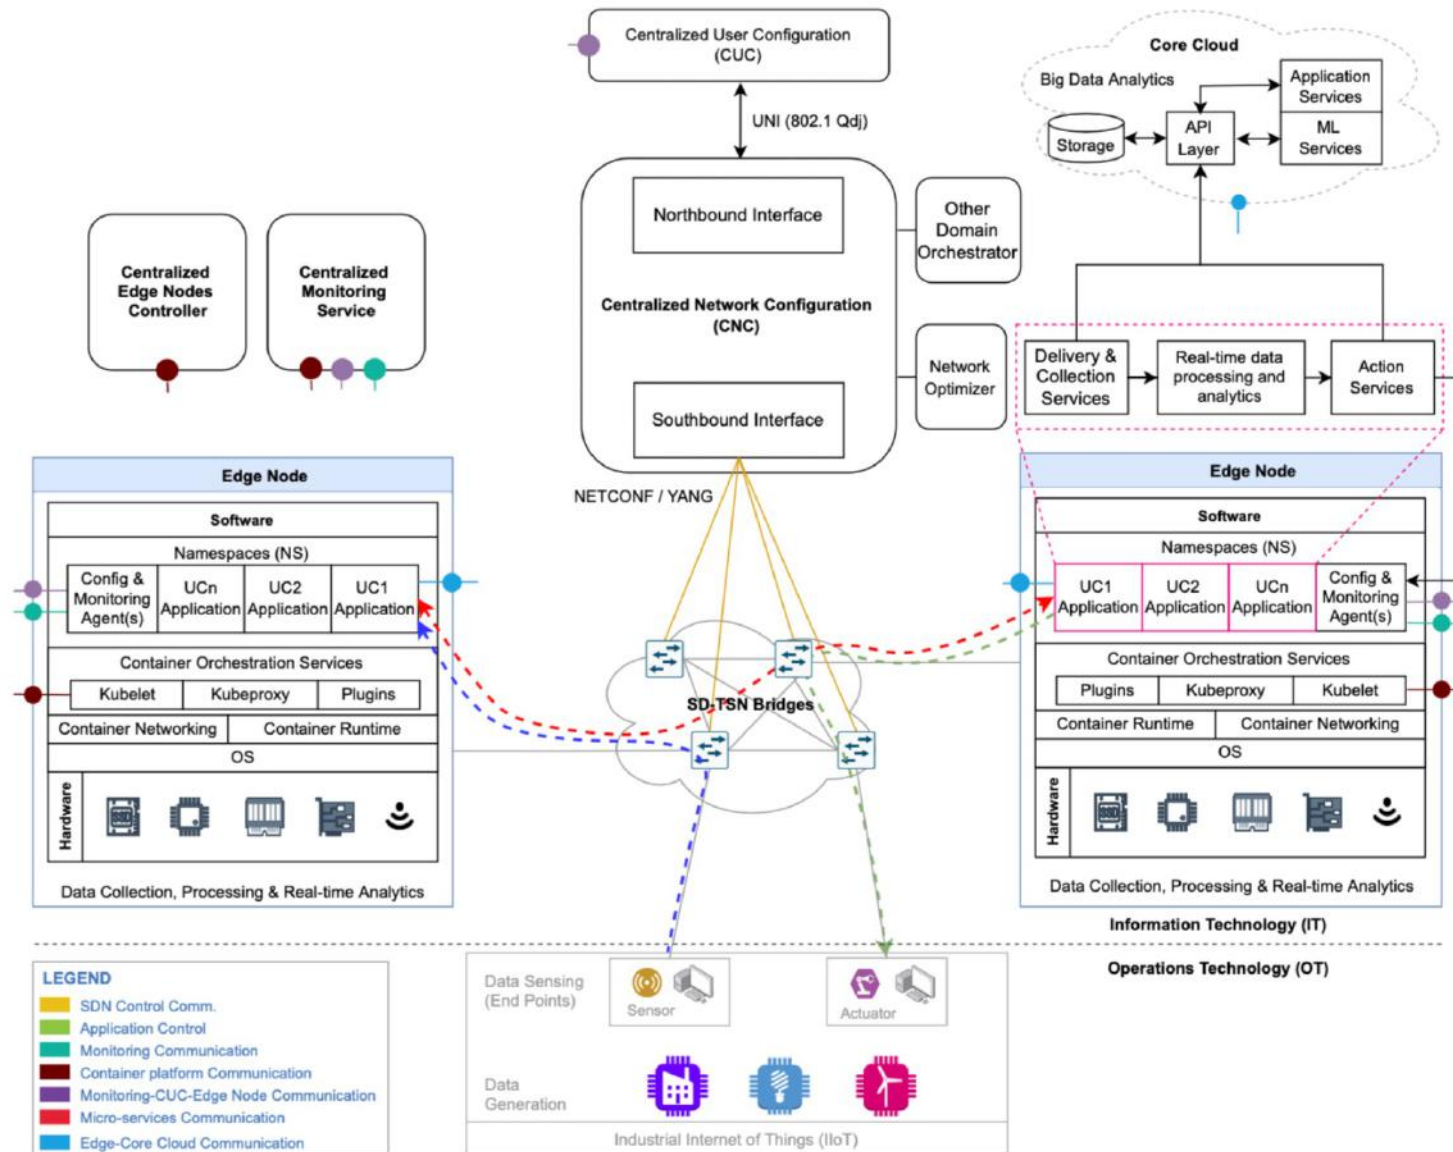 Centralized User Configuration
(CUC)
UNI (802.1 Qdj)
Core Cloud
Big Data Analytics
Application
Services
API
Layer
ML
Services
Storage
Northbound Interface
Centralized Network Configuration
(CNC)
Southbound Interface
Other
Domain
Orchestrator
Network
Optimizer
Centralized
Edge Nodes
Controller
Centralized
Monitoring
Service
Delivery &
Collection
Services
Real-time data
processing and
analytics
Action
Services
NETCONF / YANG
Edge Node
Software
Namespaces (NS)
Config &
Monitoring
Agent(s)
UCn
Application
UC2
Application
UC1
Application
Container Orchestration Services
Kubelet
Kubeproxy
Plugins
Container Networking
Container Runtime
OS
Hardware
SSD
Data Collection, Processing & Real-time Analytics
SD-TSN Bridges
Edge Node
Software
Namespaces (NS)
UC1
Application
UC2
Application
UCn
Application
Config &
Monitoring
Agent(s)
Container Orchestration Services
Plugins
Kubeproxy
Kubelet
Container Runtime
Container Networking
OS
Hardware
SSD
Data Collection, Processing & Real-time Analytics
Information Technology (IT)
Operations Technology (OT)
LEGEND
SDN Control Comm.
Application Control
Monitoring Communication
Container platform Communication
Monitoring-CUC-Edge Node Communication
Micro-services Communication
Edge-Core Cloud Communication
Data Sensing
(End Points)
Sensor
Actuator
Data
Generation
Industrial Internet of Things (IIoT)